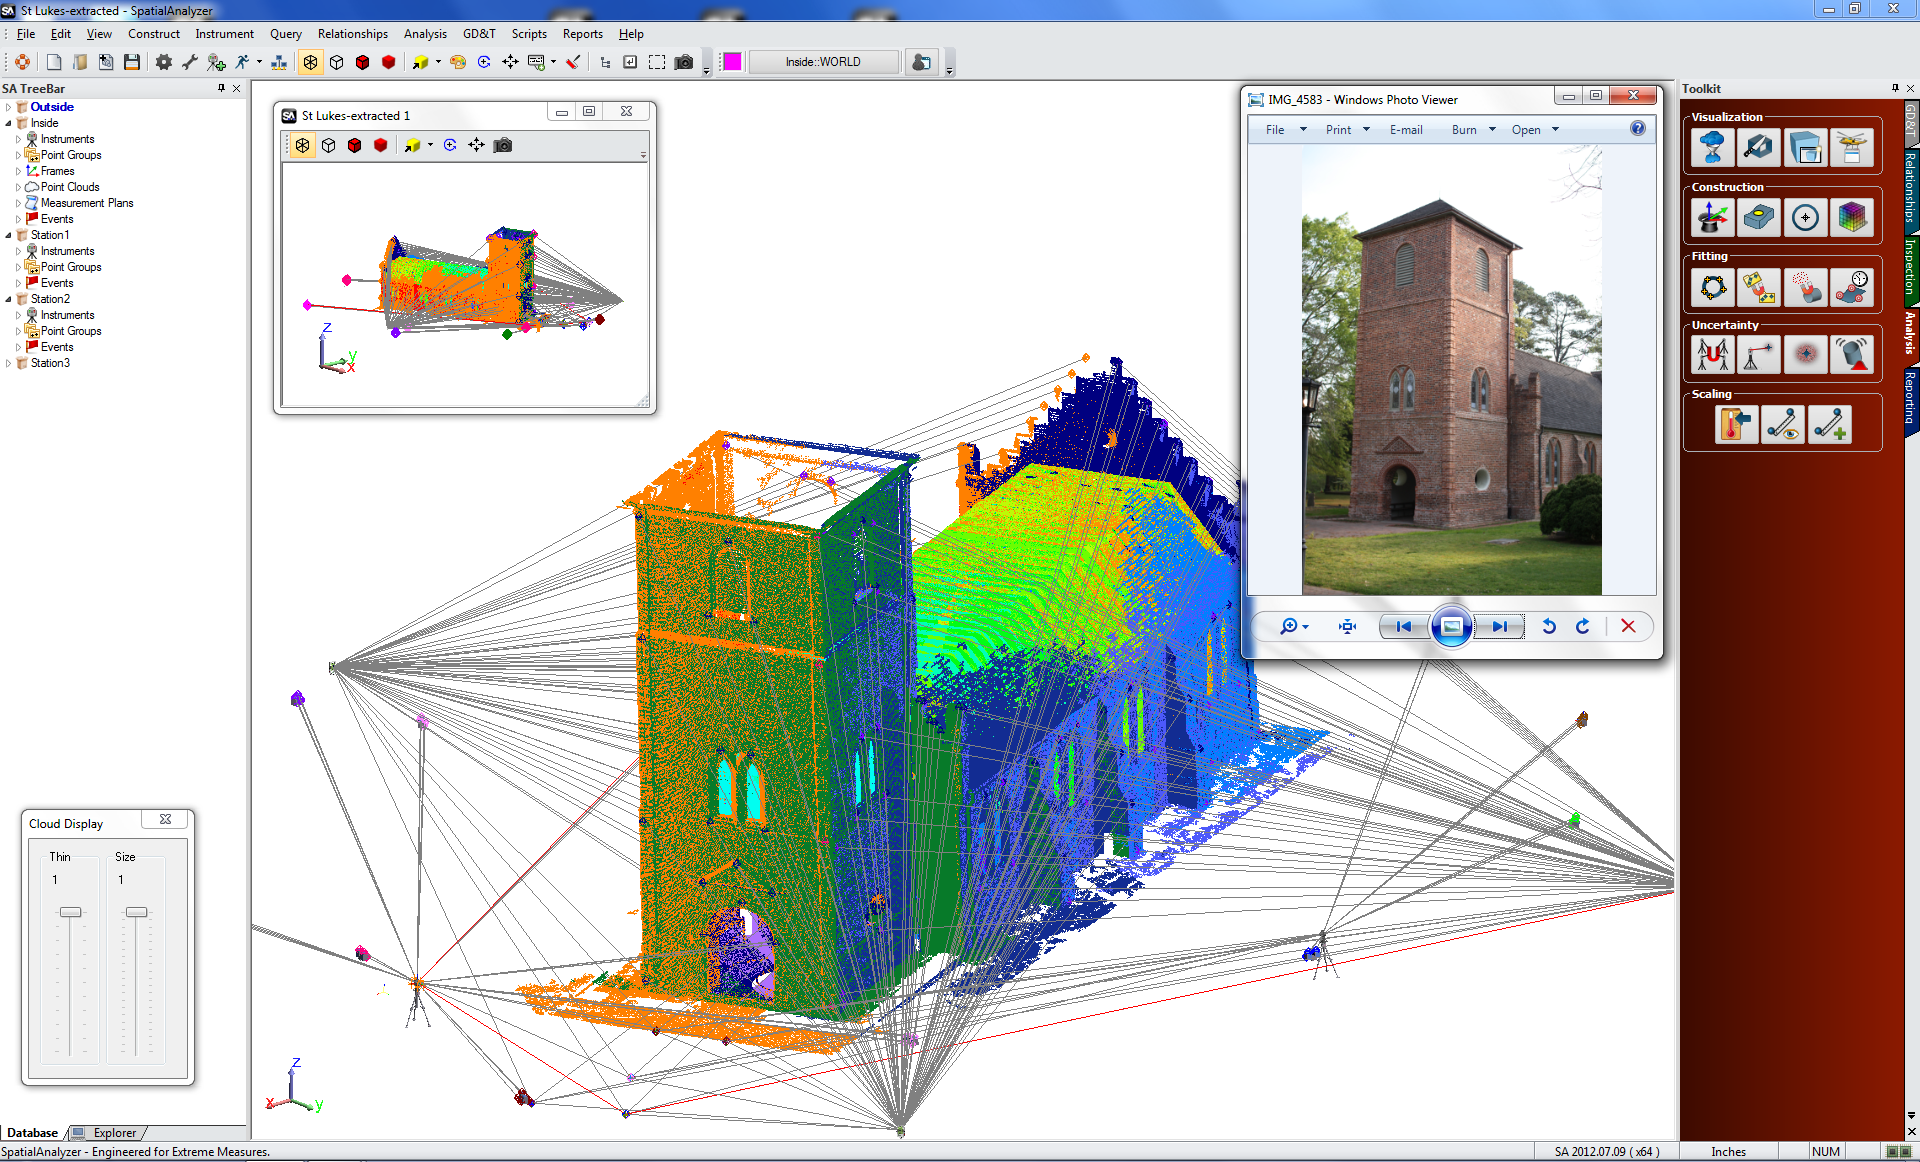 St Lukes-extracted - SpatialAnalyzer
File Edit View Construct Instrument Query Relationships Analysis GD&T Scripts Reports Help
Inside::WORLD
SA TreeBar
Outside
Inside
Instruments
Point Groups
Frames
Point Clouds
Measurement Plans
Events
Station1
Instruments
Point Groups
Events
Station2
Instruments
Point Groups
Events
Station3
St Lukes-extracted 1
Z
Y
X
IMG_4583 - Windows Photo Viewer
File Print E-mail Burn Open
Toolkit
Visualization
Construction
Fitting
Uncertainty
Scaling
GD&T
Relationships
Inspection
Analysis
Reporting
Cloud Display
Thin Size
1 1
Z
X Y
Database Explorer
SpatialAnalyzer - Engineered for Extreme Measures.
SA 2012.07.09 ( x64 ) Inches NUM